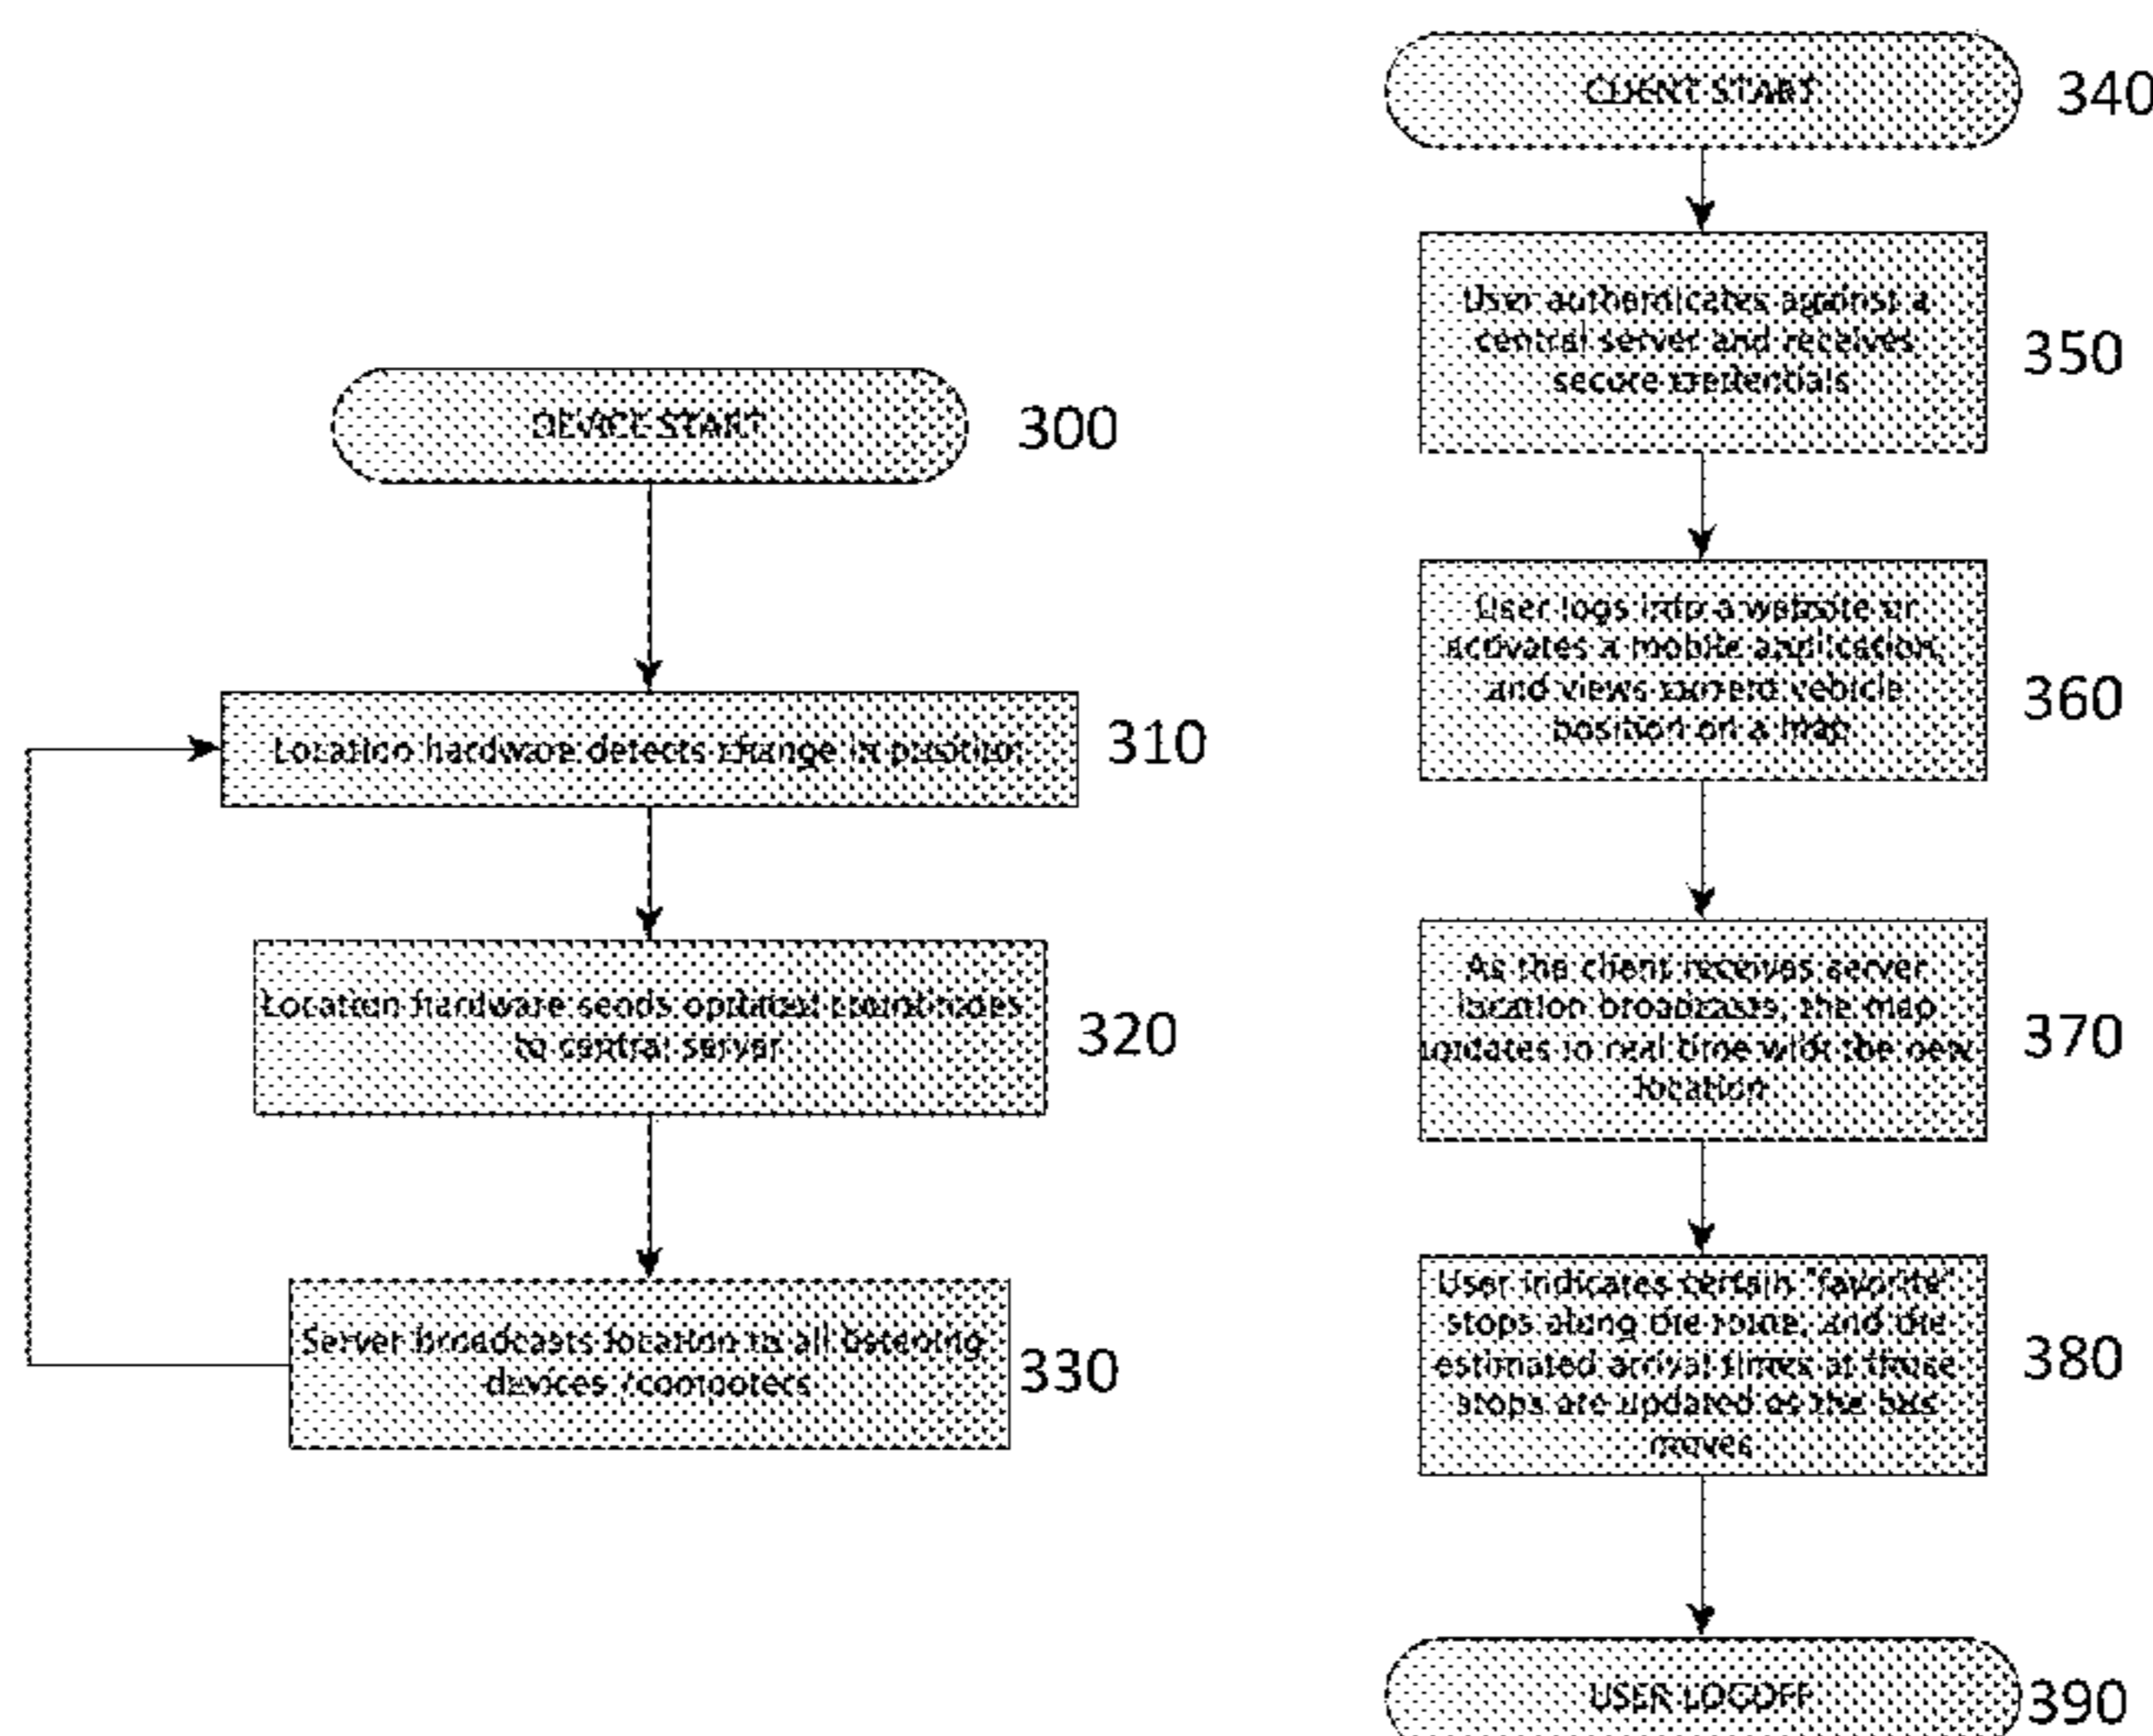 DEVICE START
300
Location hardware detects change in position
310
Location hardware sends updated coordinates
to central server
320
Server broadcasts location to all listening
devices / computers
330
CLIENT START
340
User authenticates against a
central server and receives
secure credentials
350
User logs into a website or
activates a mobile application,
and views current vehicle
position on a map
360
As the client receives server
location broadcasts, the map
updates in real time with the new
location
370
User indicates certain "favorite"
stops along the route, and the
estimated arrival times at those
stops are updated as the bus
moves
380
USER LOGOFF
390